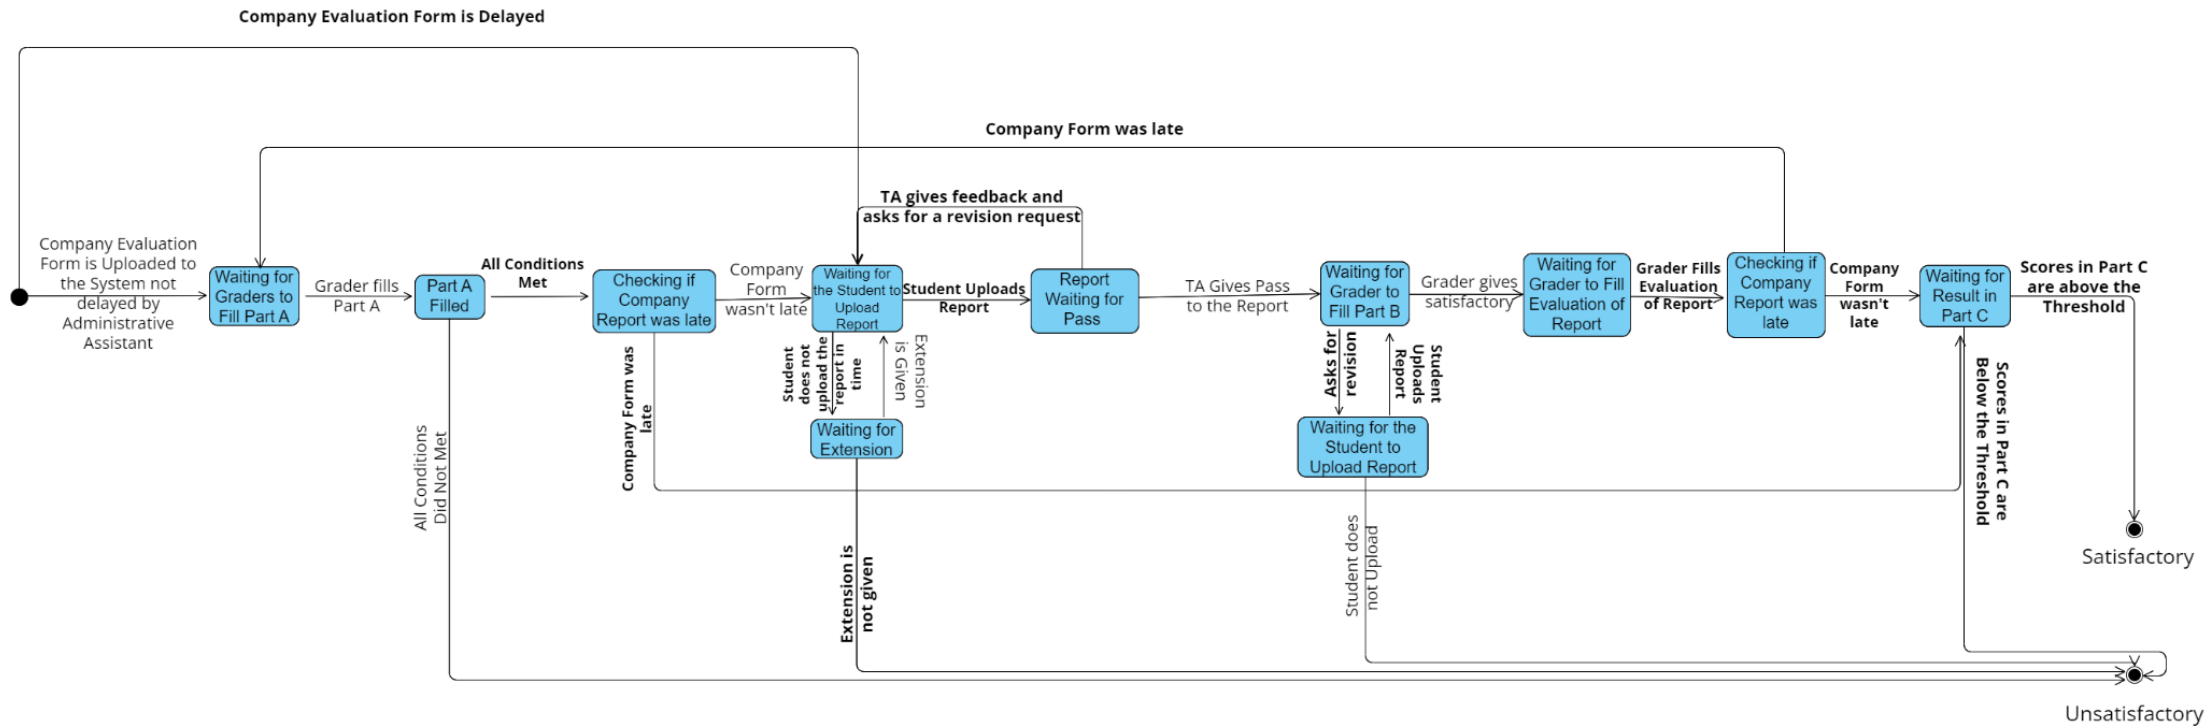 Company Evaluation Form is Delayed
Company Form was late
TA gives feedback and
asks for a revision request
Company Evaluation
Form is Uploaded to
the System not
delayed by
Administrative
Assistant
Waiting for
Graders to
Fill Part A
Grader fills
Part A
Part A
Filled
All Conditions
Met
Checking if
Company
Report was late
Company
Form
wasn't late
Waiting for
the Student to
Upload
Report
Student Uploads
Report
Report
Waiting for
Pass
TA Gives Pass
to the Report
Waiting for
Grader to
Fill Part B
Grader gives
satisfactory
Waiting for
Grader to Fill
Evaluation of
Report
Grader Fills
Evaluation
of Report
Checking if
Company
Report was
late
Company
Form
wasn't
late
Waiting for
Result in
Part C
Scores in Part C
are above the
Threshold
All Conditions
Did Not Met
Company Form was
late
Student
does not
upload the
report in
time
Extension
is Given
Waiting for
Extension
Extension is
not given
Asks for
revision
Student
Uploads
Report
Waiting for the
Student to
Upload Report
Student does
not Upload
Scores in Part C are
Below the Threshold
Satisfactory
Unsatisfactory